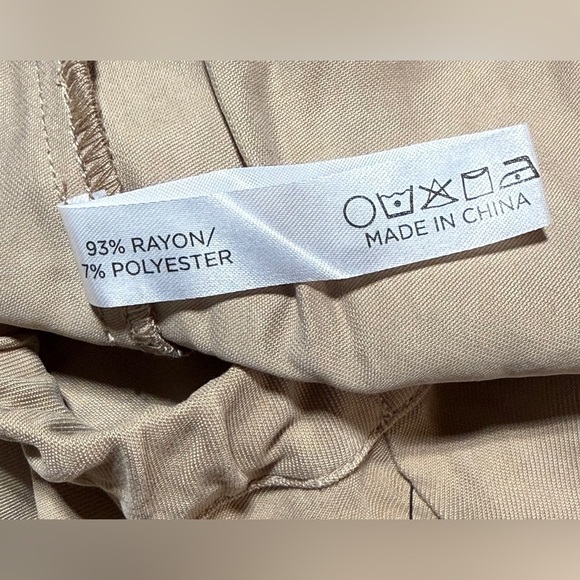 93% RAYON/
7% POLYESTER
MADE IN CHINA